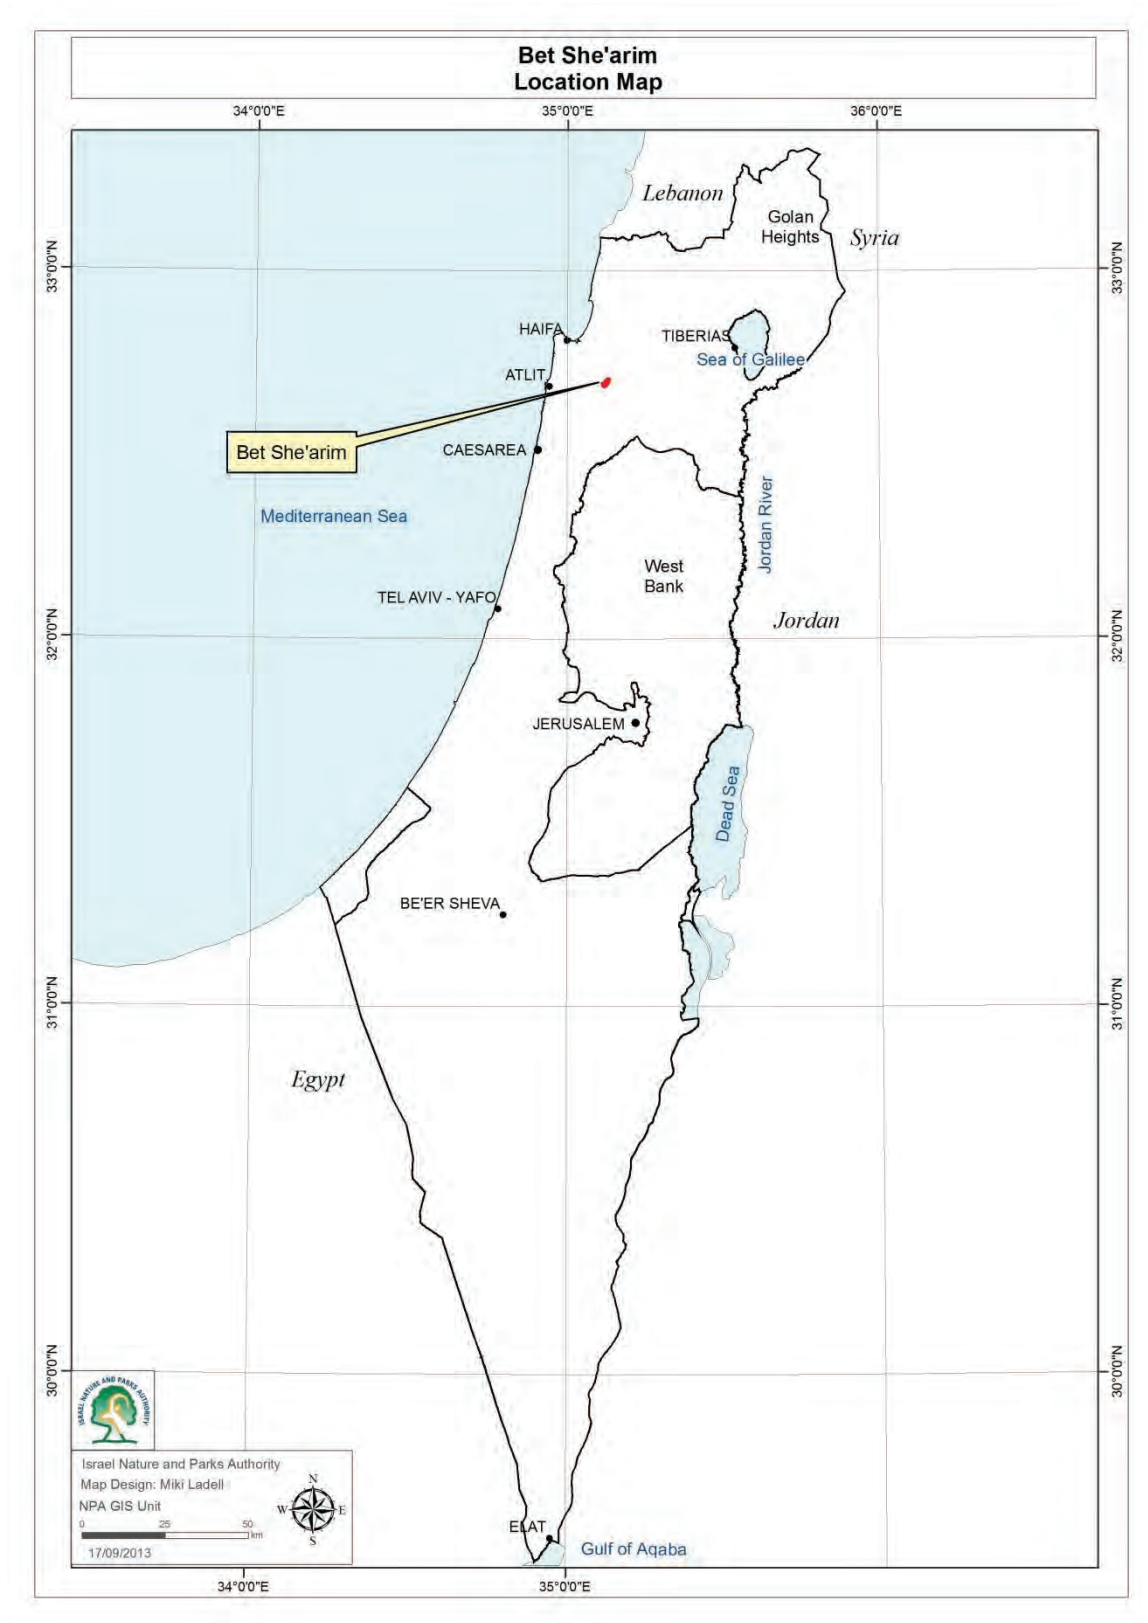 Bet She'arim
Location Map
34°0'0"E
35°0'0"E
36°0'0"E
Lebanon
Golan
Heights
Syria
33°0'0"N
33°0'0"N
HAIFA
TIBERIAS
Sea of Galilee
ATLIT
Bet She'arim
CAESAREA
Mediterranean Sea
Jordan River
West
Bank
TEL AVIV - YAFO
Jordan
32°0'0"N
32°0'0"N
JERUSALEM
Dead Sea
BE'ER SHEVA
31°0'0"N
31°0'0"N
Egypt
30°0'0"N
30°0'0"N
ISRAEL NATURE AND PARKS AUTHORITY
Israel Nature and Parks Authority
Map Design: Miki Ladell
NPA GIS Unit
N
W E
S
0 25 50
km
17/09/2013
ELAT
Gulf of Aqaba
34°0'0"E
35°0'0"E